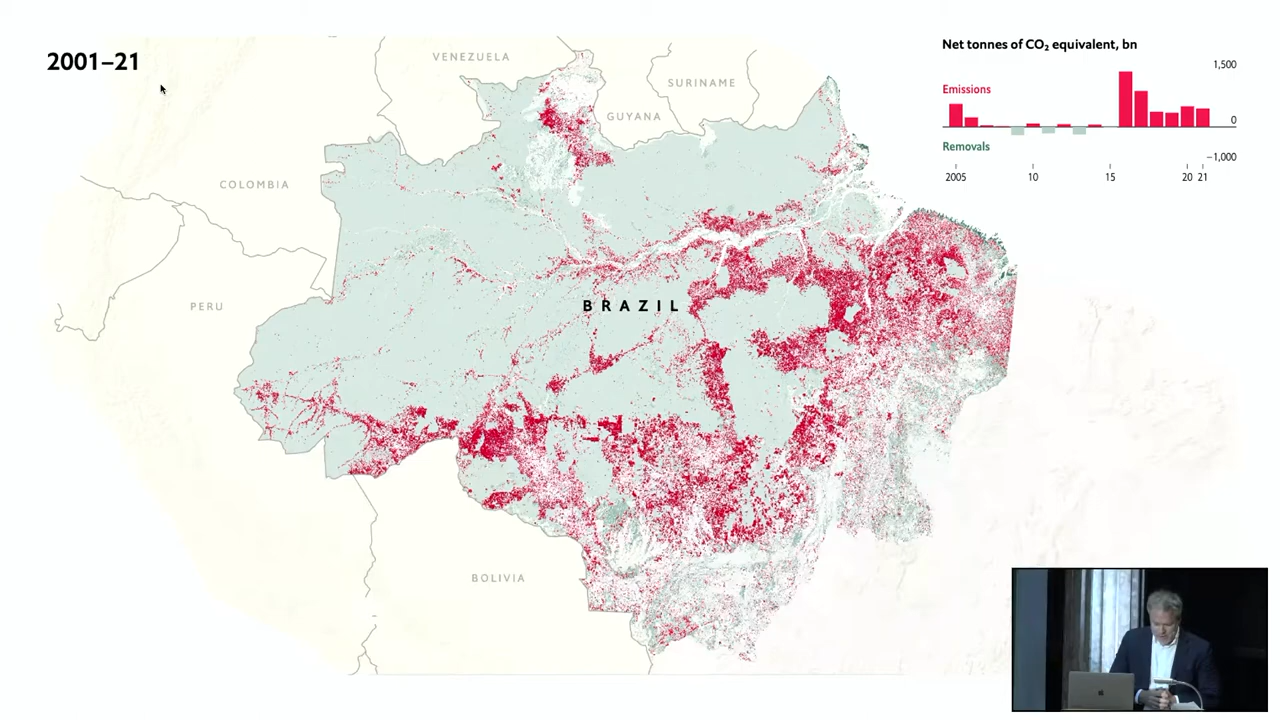 2001–21
VENEZUELA
SURINAME
GUYANA
COLOMBIA
PERU
BRAZIL
BOLIVIA
Net tonnes of CO₂ equivalent, bn
1,500
Emissions
0
Removals
−1,000
2005 10 15 20 21